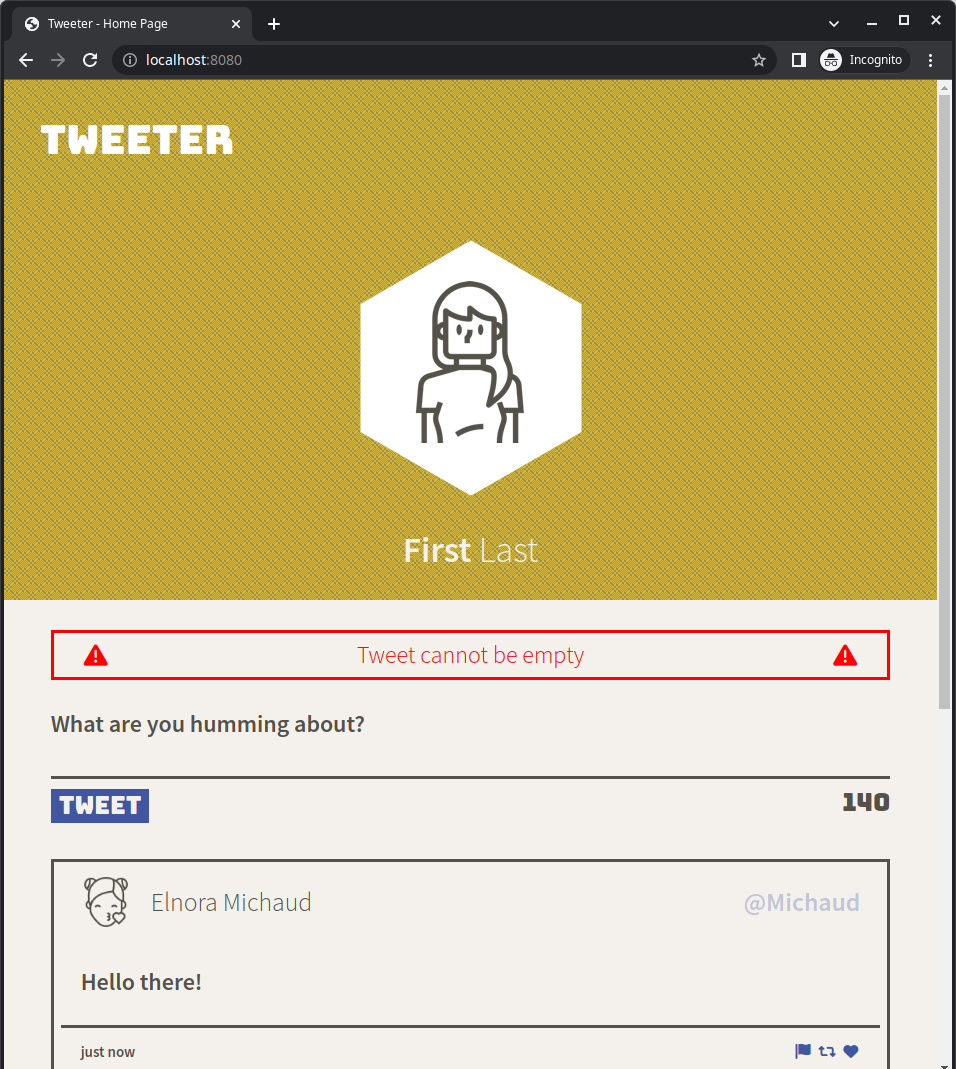 Tweeter - Home Page
localhost:8080
Incognito
TWEETER
First Last
Tweet cannot be empty
What are you humming about?
TWEET
140
Elnora Michaud
@Michaud
Hello there!
just now